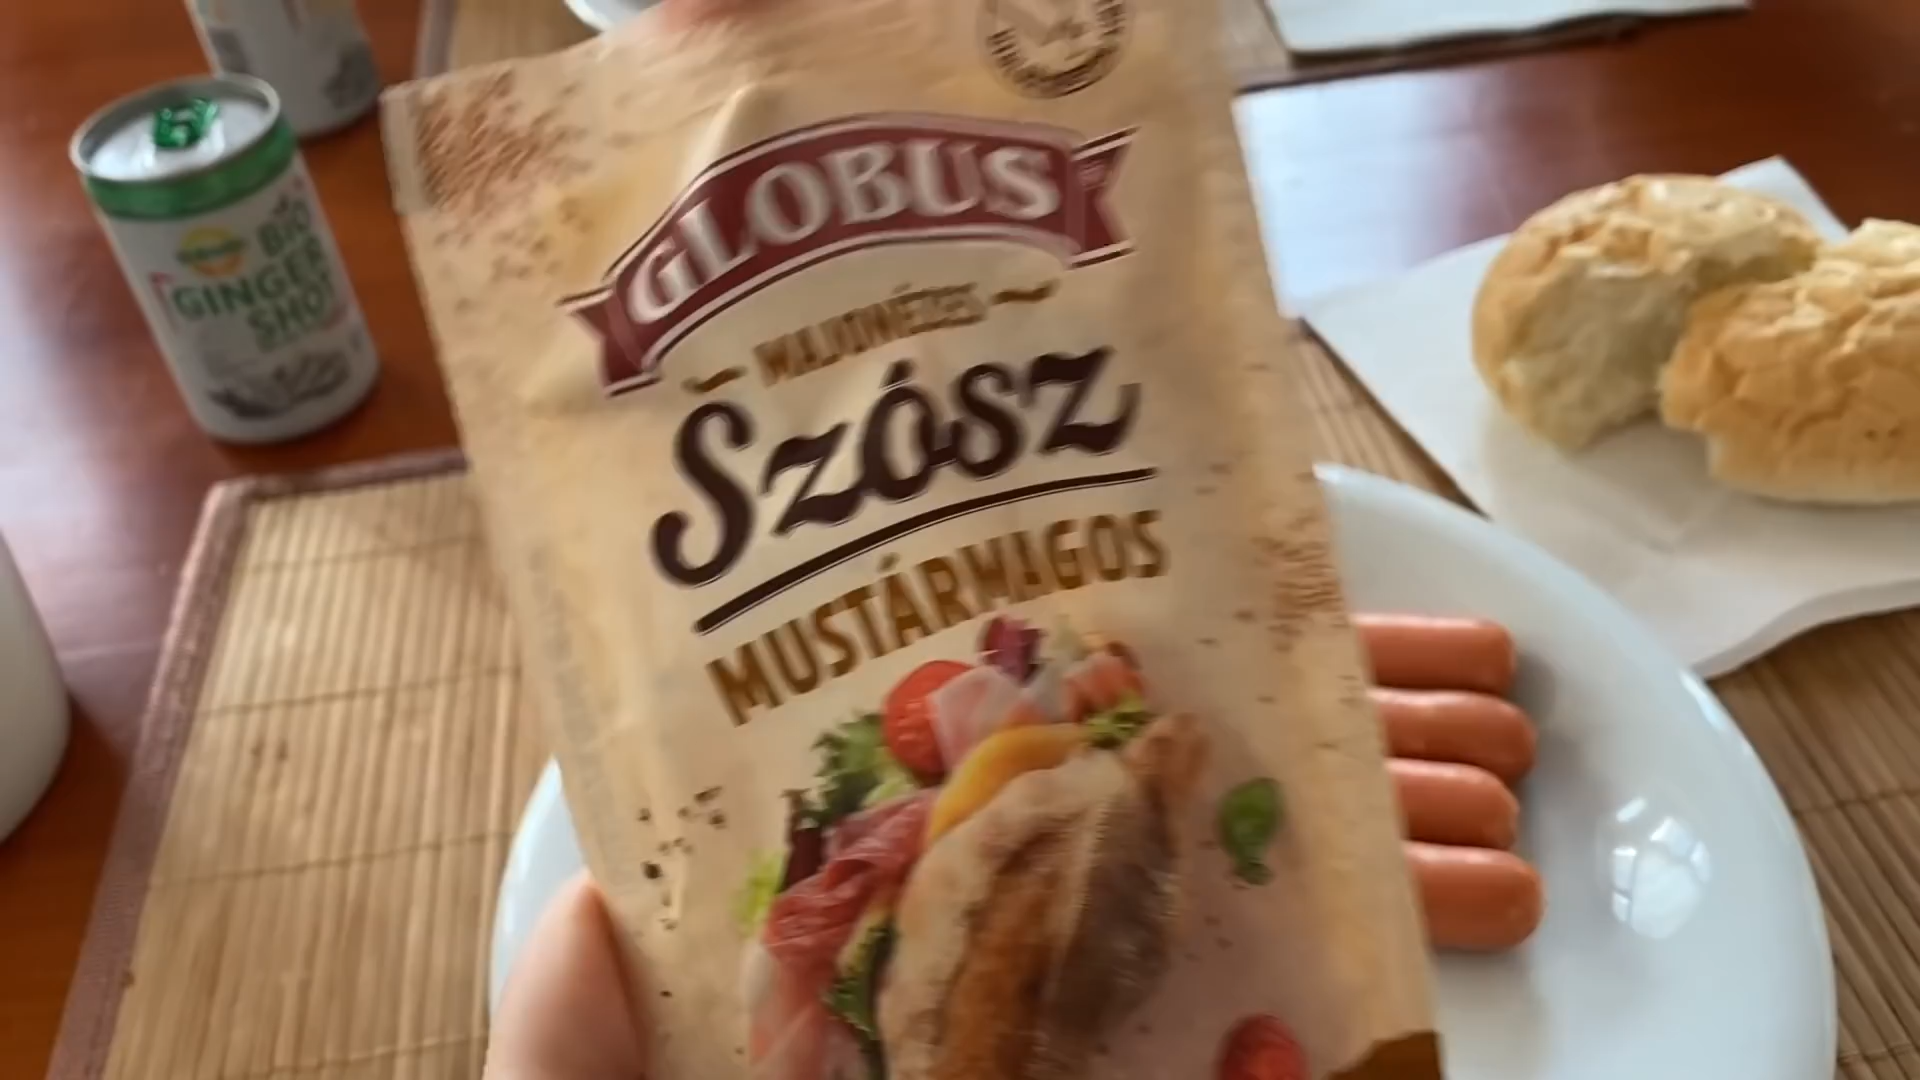 GLOBUS
MAJONÉZES
Szósz
MUSTÁRMAGOS
BIO
GINGER
SHOT